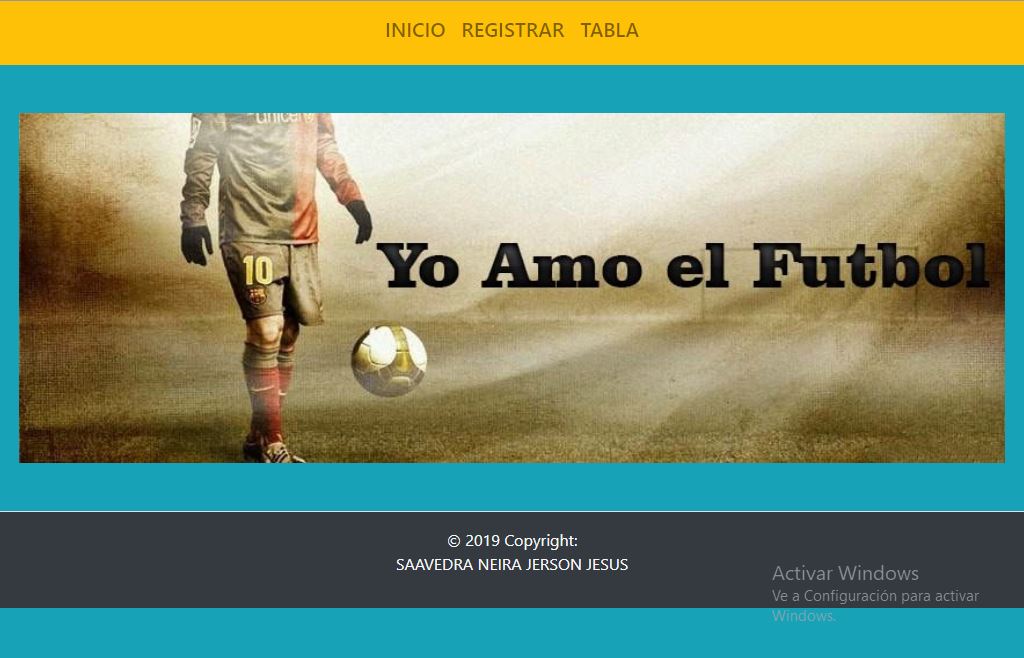 INICIO REGISTRAR TABLA
unicef
10
Yo Amo el Futbol
© 2019 Copyright:
SAAVEDRA NEIRA JERSON JESUS
Activar Windows
Ve a Configuración para activar
Windows.